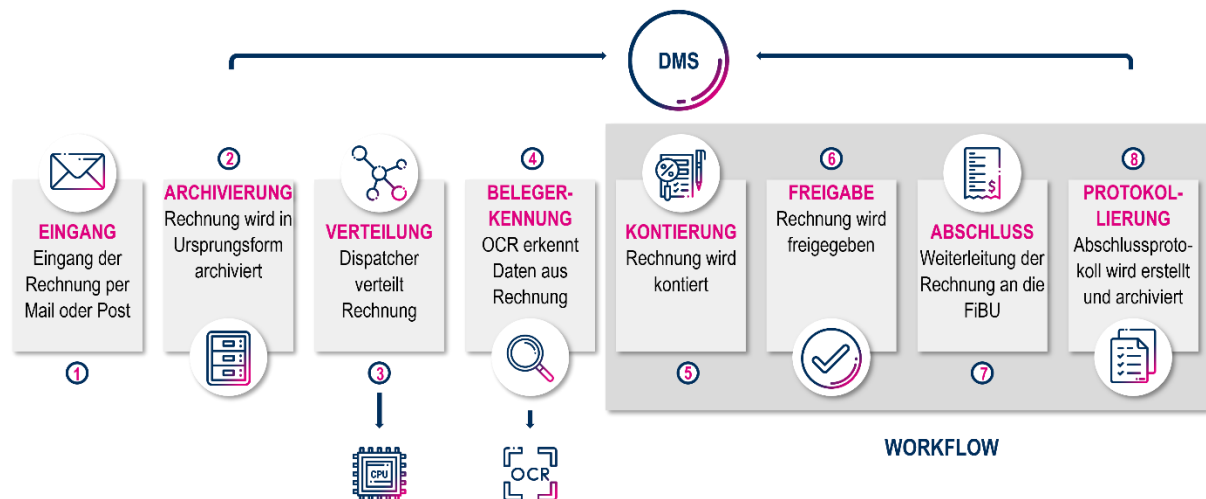 DMS
1
EINGANG
Eingang der
Rechnung per
Mail oder Post
2
ARCHIVIERUNG
Rechnung wird in
Ursprungsform
archiviert
3
VERTEILUNG
Dispatcher
verteilt
Rechnung
CPU
4
BELEGER-
KENNUNG
OCR erkennt
Daten aus
Rechnung
OCR
5
KONTIERUNG
Rechnung wird
kontiert
%
6
FREIGABE
Rechnung wird
freigegeben
7
ABSCHLUSS
Weiterleitung der
Rechnung an die
FiBU
$
8
PROTOKOL-
LIERUNG
Abschlussproto-
koll wird erstellt
und archiviert
WORKFLOW